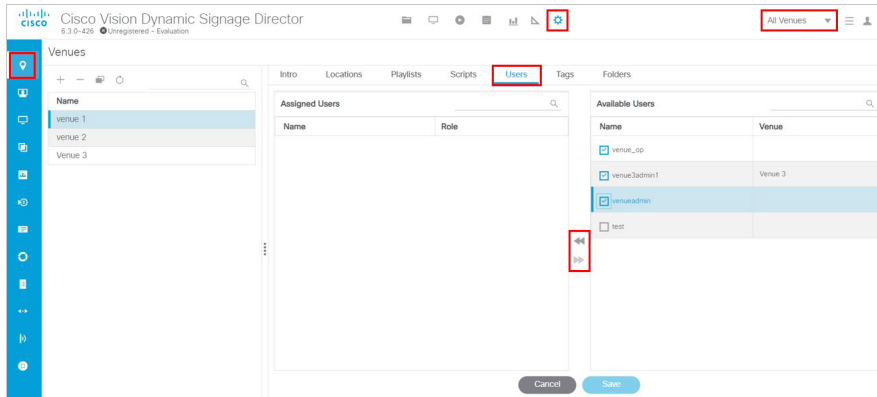 cisco
Cisco Vision Dynamic Signage Director
6.3.0-426 Unregistered - Evaluation
All Venues
Venues
Intro Locations Playlists Scripts Users Tags Folders
Name
venue 1
venue 2
Venue 3
Assigned Users
Name Role
Available Users
Name Venue
venue_op
venue3admin1 Venue 3
venueadmin
test
Cancel Save